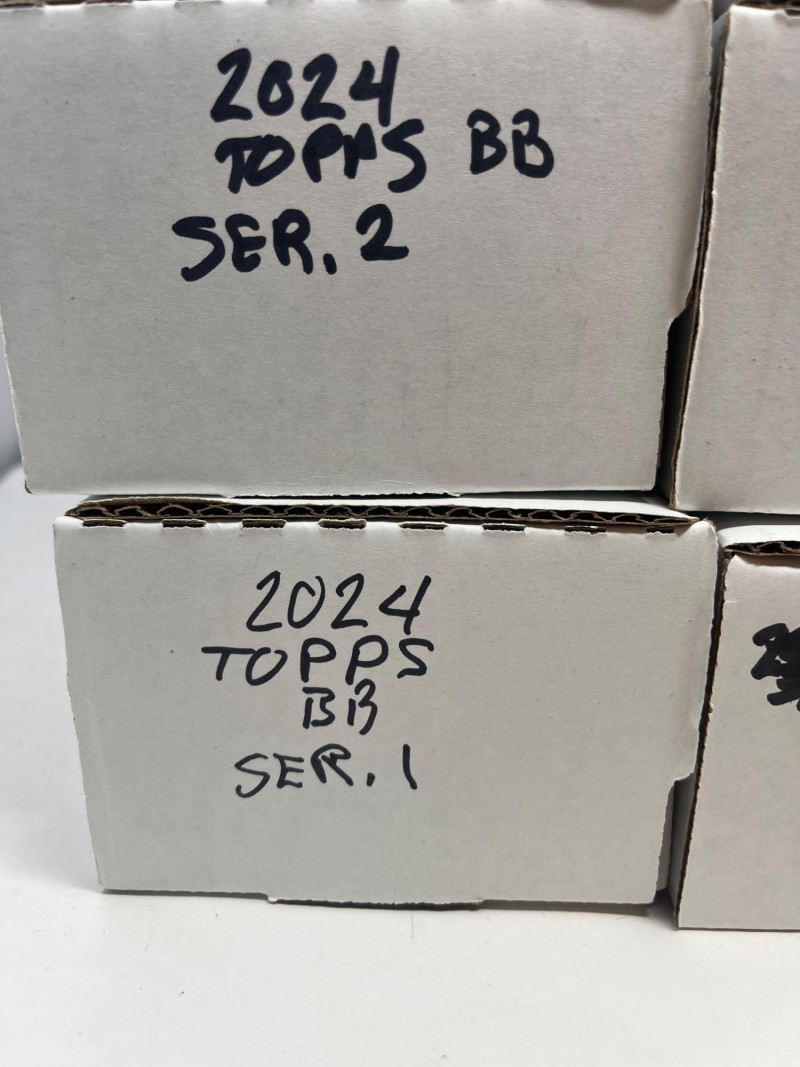 2024
TOPPS BB
SER. 2
2024
TOPPS
BB
SER. 1